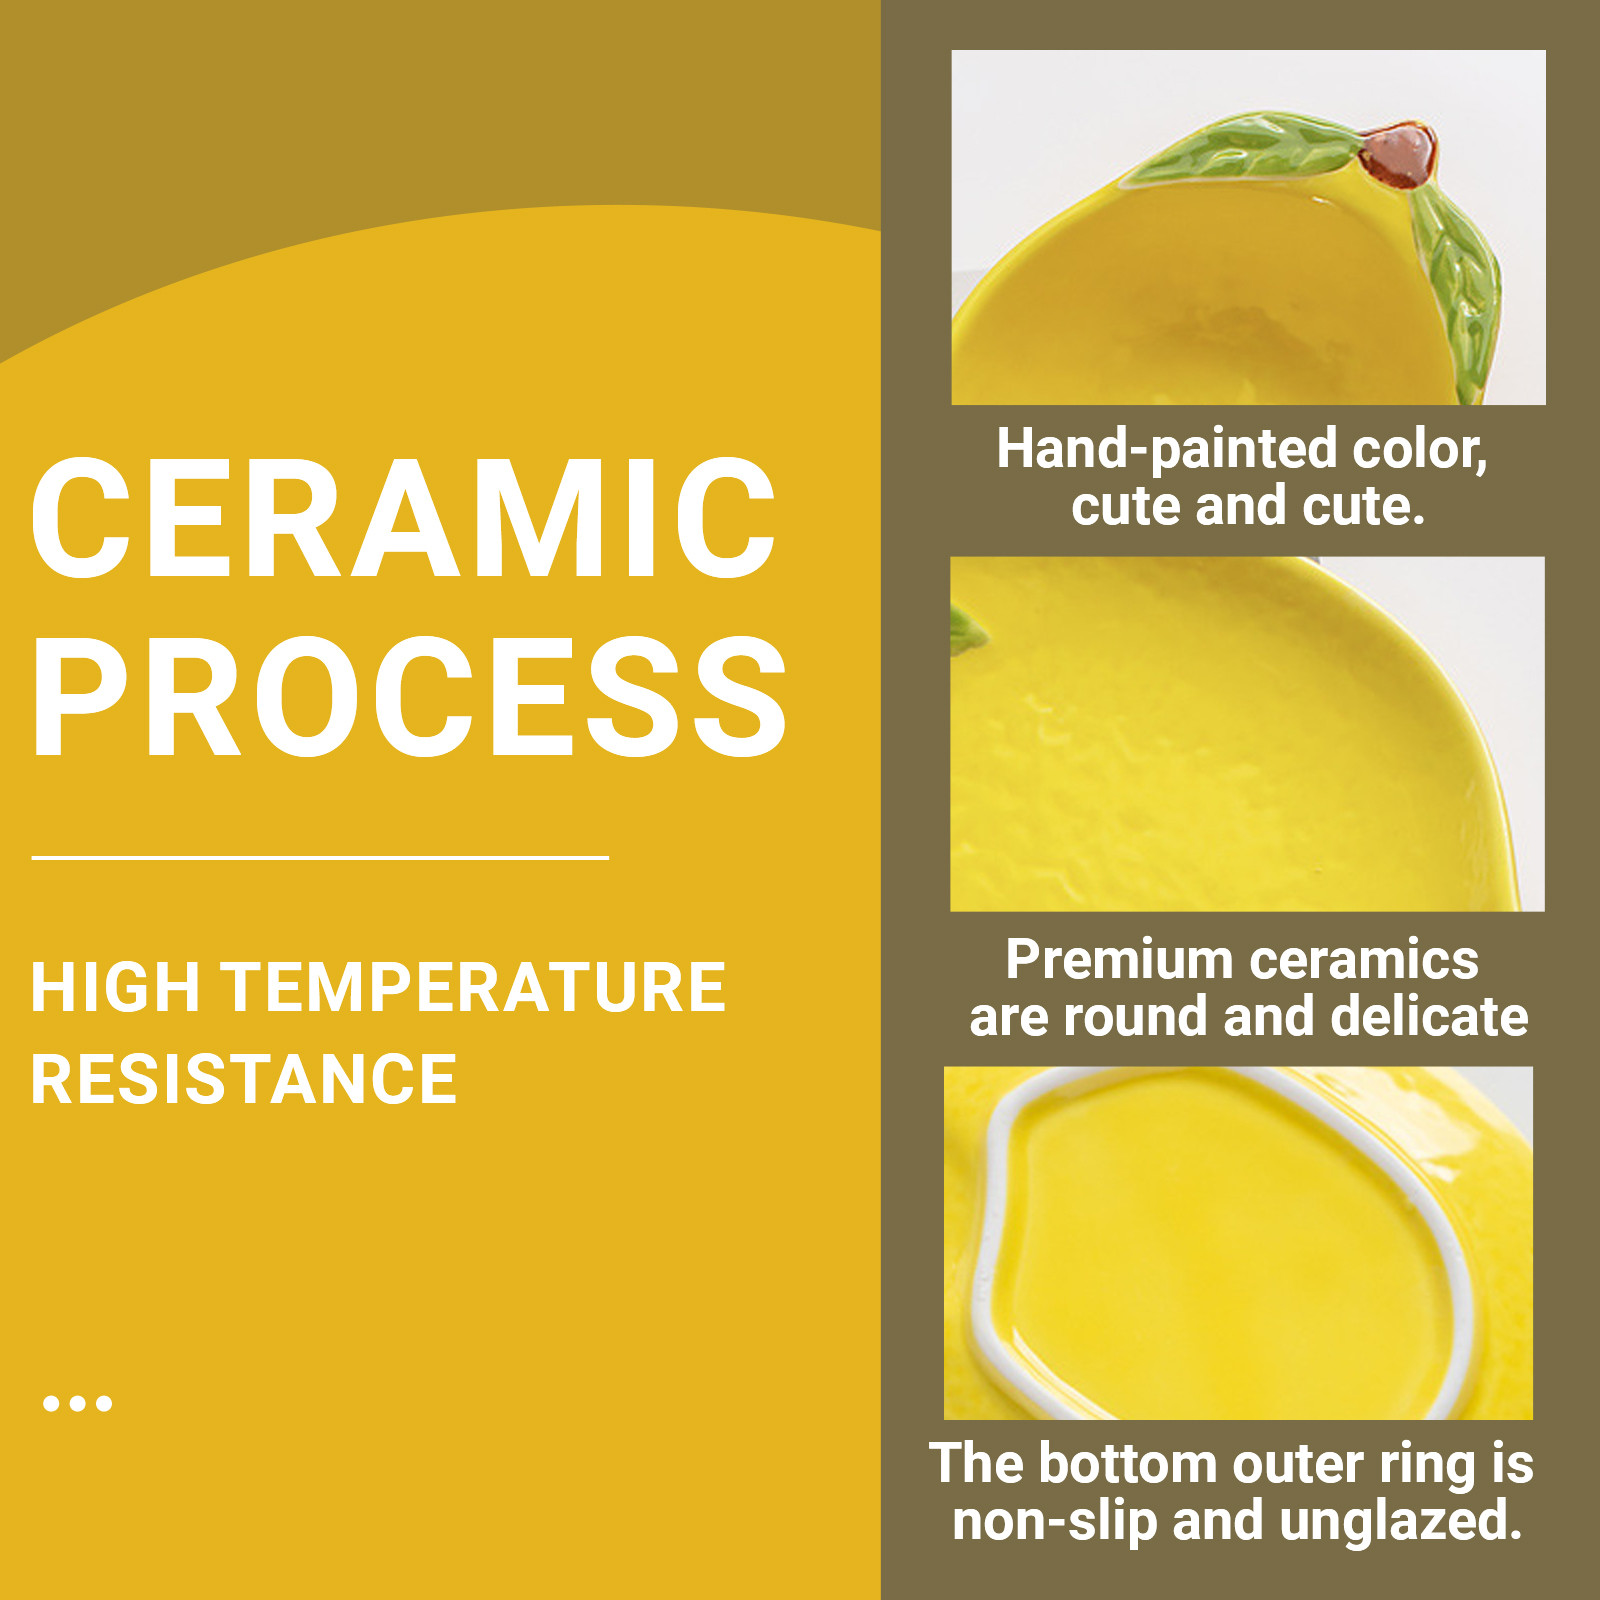 CERAMIC
PROCESS
HIGH TEMPERATURE
RESISTANCE
...
Hand-painted color,
cute and cute.
Premium ceramics
are round and delicate
The bottom outer ring is
non-slip and unglazed.